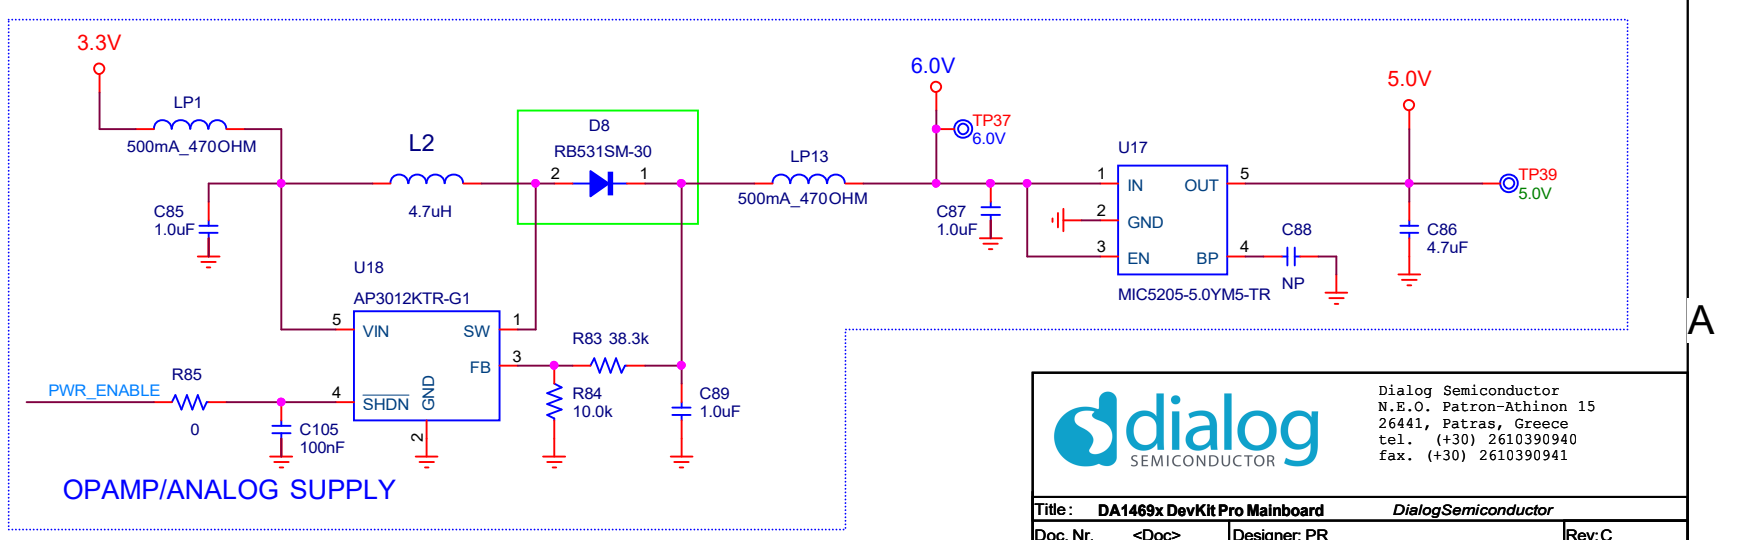 3.3V
LP1
500mA_470OHM
C85
1.0uF
L2
4.7uH
D8
RB531SM-30
2
1
LP13
500mA_470OHM
6.0V
TP37
6.0V
C87
1.0uF
U17
1
IN
OUT
5
2
GND
3
EN
BP
4
MIC5205-5.0YM5-TR
C88
NP
5.0V
TP39
5.0V
C86
4.7uF
U18
AP3012KTR-G1
5
VIN
SW
1
FB
3
4
SHDN
GND
2
R83 38.3k
R84
10.0k
C89
1.0uF
PWR_ENABLE
R85
0
C105
100nF
OPAMP/ANALOG SUPPLY
A
dialog
SEMICONDUCTOR
Dialog Semiconductor
N.E.O. Patron-Athinon 15
26441, Patras, Greece
tel. (+30) 2610390940
fax. (+30) 2610390941
Title : DA1469x DevKit Pro Mainboard DialogSemiconductor
Doc. Nr. <Doc> Designer: PR Rev:C